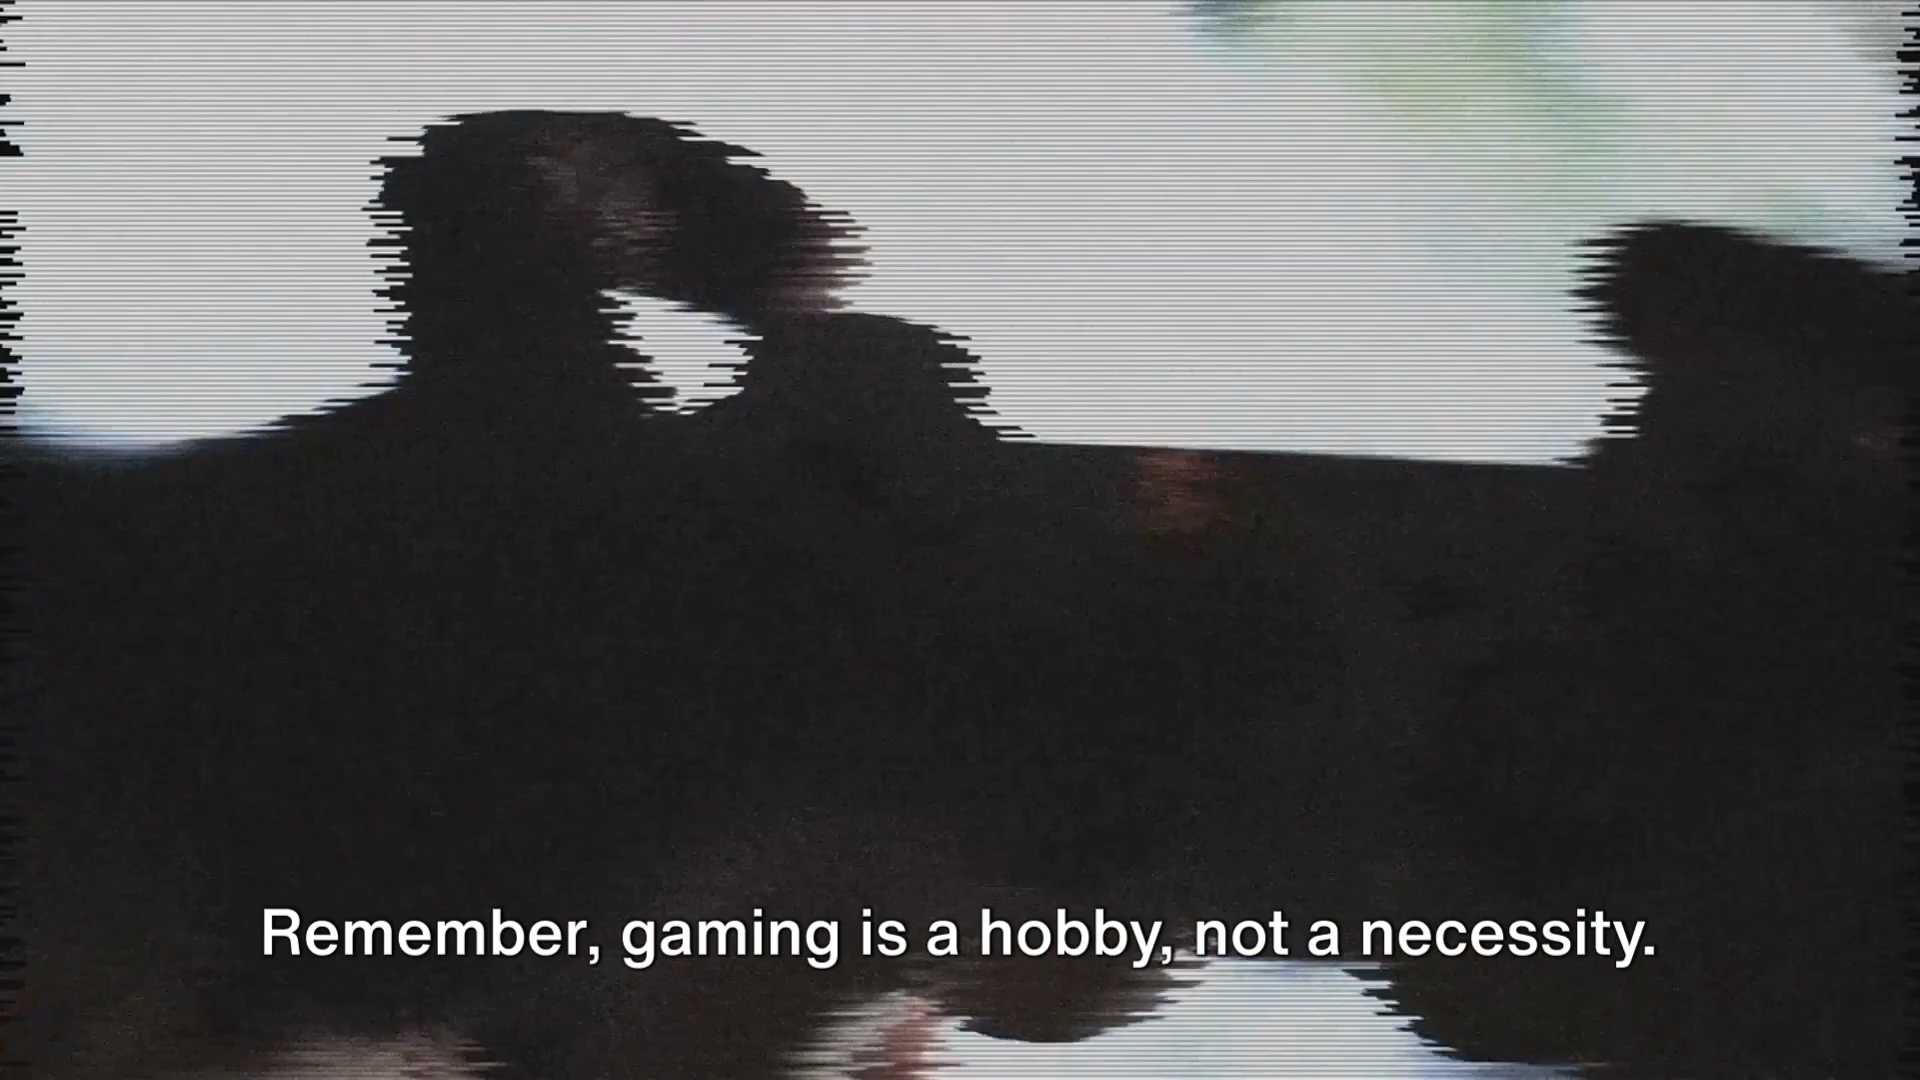 Remember, gaming is a hobby, not a necessity.